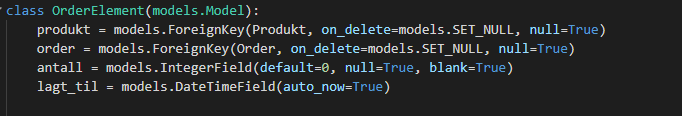 class OrderElement(models.Model):
    produkt = models.ForeignKey(Produkt, on_delete=models.SET_NULL, null=True)
    order = models.ForeignKey(Order, on_delete=models.SET_NULL, null=True)
    antall = models.IntegerField(default=0, null=True, blank=True)
    lagt_til = models.DateTimeField(auto_now=True)